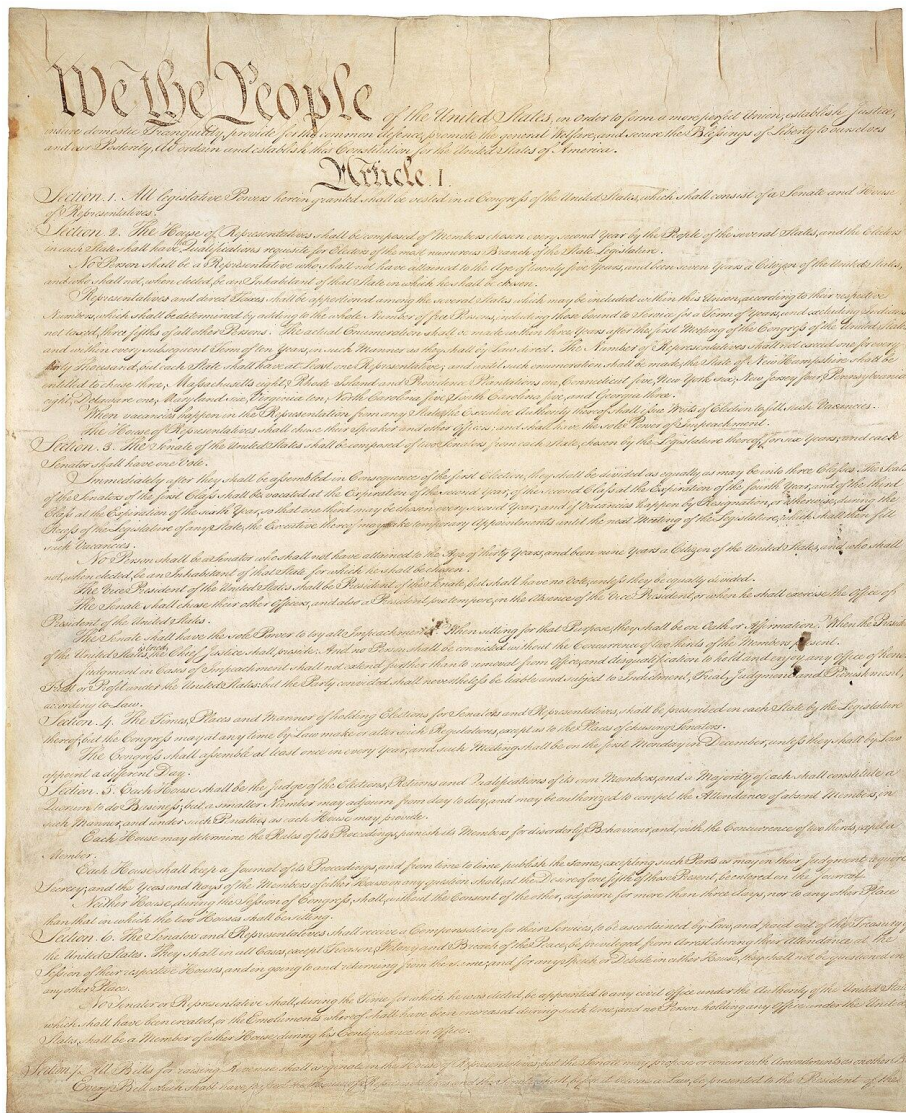 We the People of the United States, in Order to form a more perfect Union, establish Justice,
insure domestic Tranquility, provide for the common defence, promote the general Welfare, and secure the Blessings of Liberty to ourselves
and our Posterity, do ordain and establish this Constitution for the United States of America.
Article. I.
Section. 1. All legislative Powers herein granted shall be vested in a Congress of the United States, which shall consist of a Senate and House
of Representatives.
Section. 2. The House of Representatives shall be composed of Members chosen every second Year by the People of the several States, and the Electors
in each State shall have the Qualifications requisite for Electors of the most numerous Branch of the State Legislature.
No Person shall be a Representative who shall not have attained to the Age of twenty five Years, and been seven Years a Citizen of the United States,
and who shall not, when elected, be an Inhabitant of that State in which he shall be chosen.
Representatives and direct Taxes shall be apportioned among the several States which may be included within this Union, according to their respective
Numbers, which shall be determined by adding to the whole Number of free Persons, including those bound to Service for a Term of Years, and excluding Indians
not taxed, three fifths of all other Persons. The actual Enumeration shall be made within three Years after the first Meeting of the Congress of the United States,
and within every subsequent Term of ten Years, in such Manner as they shall by Law direct. The Number of Representatives shall not exceed one for every
thirty Thousand, but each State shall have at Least one Representative; and until such enumeration shall be made, the State of New Hampshire shall be
entitled to chuse three, Massachusetts eight, Rhode-Island and Providence Plantations one, Connecticut five, New-York six, New Jersey four, Pennsylvania
eight, Delaware one, Maryland six, Virginia ten, North Carolina five, South Carolina five, and Georgia three.
When vacancies happen in the Representation from any State, the Executive Authority thereof shall issue Writs of Election to fill such Vacancies.
The House of Representatives shall chuse their Speaker and other Officers; and shall have the sole Power of Impeachment.
Section. 3. The Senate of the United States shall be composed of two Senators from each State, chosen by the Legislature thereof, for six Years; and each
Senator shall have one Vote.
Immediately after they shall be assembled in Consequence of the first Election, they shall be divided as equally as may be into three Classes. The Seats
of the Senators of the first Class shall be vacated at the Expiration of the second Year, of the second Class at the Expiration of the fourth Year, and of the third
Class at the Expiration of the sixth Year, so that one third may be chosen every second Year; and if Vacancies happen by Resignation, or otherwise, during the
Recess of the Legislature of any State, the Executive thereof may make temporary Appointments until the next Meeting of the Legislature, which shall then fill
such Vacancies.
No Person shall be a Senator who shall not have attained to the Age of thirty Years, and been nine Years a Citizen of the United States, and who shall
not, when elected, be an Inhabitant of that State for which he shall be chosen.
The Vice President of the United States shall be President of the Senate, but shall have no Vote, unless they be equally divided.
The Senate shall chuse their other Officers, and also a President pro tempore, in the Absence of the Vice President, or when he shall exercise the Office of
President of the United States.
The Senate shall have the sole Power to try all Impeachments. When sitting for that Purpose, they shall be on Oath or Affirmation. When the President
of the United States is tried, the Chief Justice shall preside: And no Person shall be convicted without the Concurrence of two thirds of the Members present.
Judgment in Cases of Impeachment shall not extend further than to removal from Office, and disqualification to hold and enjoy any Office of honor,
Trust or Profit under the United States: but the Party convicted shall nevertheless be liable and subject to Indictment, Trial, Judgment and Punishment,
according to Law.
Section. 4. The Times, Places and Manner of holding Elections for Senators and Representatives, shall be prescribed in each State by the Legislature
thereof; but the Congress may at any time by Law make or alter such Regulations, except as to the Places of chusing Senators.
The Congress shall assemble at least once in every Year, and such Meeting shall be on the first Monday in December, unless they shall by Law
appoint a different Day.
Section. 5. Each House shall be the Judge of the Elections, Returns and Qualifications of its own Members, and a Majority of each shall constitute a
Quorum to do Business; but a smaller Number may adjourn from day to day, and may be authorized to compel the Attendance of absent Members, in
such Manner, and under such Penalties as each House may provide.
Each House may determine the Rules of its Proceedings, punish its Members for disorderly Behaviour, and, with the Concurrence of two thirds, expel a
Member.
Each House shall keep a Journal of its Proceedings, and from time to time publish the same, excepting such Parts as may in their Judgment require
Secrecy; and the Yeas and Nays of the Members of either House on any question shall, at the Desire of one fifth of those Present, be entered on the Journal.
Neither House, during the Session of Congress, shall, without the Consent of the other, adjourn for more than three days, nor to any other Place
than that in which the two Houses shall be sitting.
Section. 6. The Senators and Representatives shall receive a Compensation for their Services, to be ascertained by Law, and paid out of the Treasury of
the United States. They shall in all Cases, except Treason, Felony and Breach of the Peace, be privileged from Arrest during their Attendance at the
Session of their respective Houses, and in going to and returning from the same; and for any Speech or Debate in either House, they shall not be questioned in
any other Place.
No Senator or Representative shall, during the Time for which he was elected, be appointed to any civil Office under the Authority of the United States,
which shall have been created, or the Emoluments whereof shall have been encreased during such time; and no Person holding any Office under the United
States, shall be a Member of either House during his Continuance in Office.
Section. 7. All Bills for raising Revenue shall originate in the House of Representatives; but the Senate may propose or concur with Amendments as on other Bills.
Every Bill which shall have passed the House of Representatives and the Senate, shall, before it become a Law, be presented to the President of the